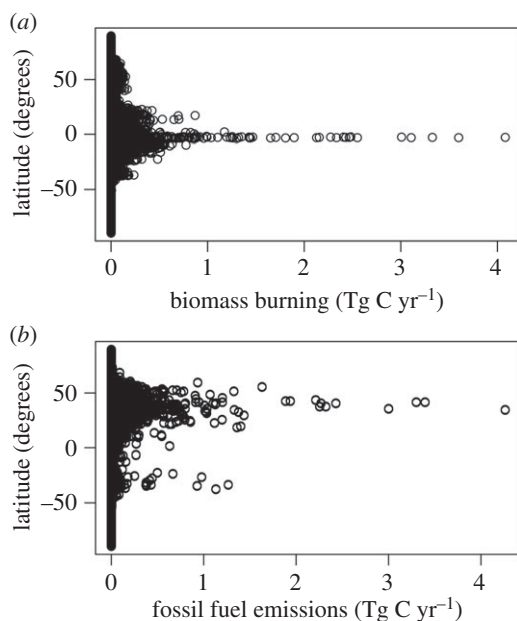 (a)
latitude (degrees)
50
0
−50
0 1 2 3 4
biomass burning (Tg C yr−1)
(b)
latitude (degrees)
50
0
−50
0 1 2 3 4
fossil fuel emissions (Tg C yr−1)